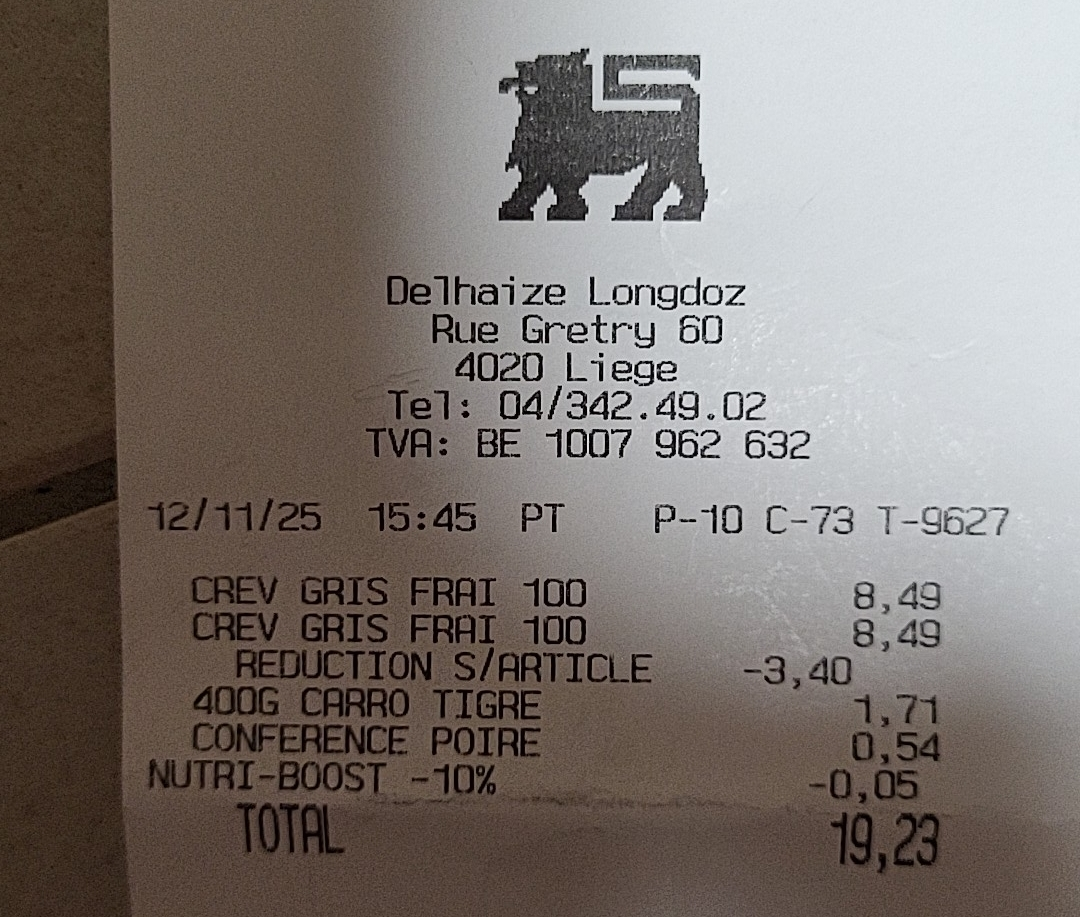 Delhaize Longdoz
Rue Gretry 60
4020 Liege
Tel: 04/342.49.02
TVA: BE 1007 962 632
12/11/25 15:45 PT P-10 C-73 T-9627
CREV GRIS FRAI 100 8,49
CREV GRIS FRAI 100 8,49
REDUCTION S/ARTICLE -3,40
400G CARRO TIGRE 1,71
CONFERENCE POIRE 0,54
NUTRI-BOOST -10% -0,05
TOTAL 19,23